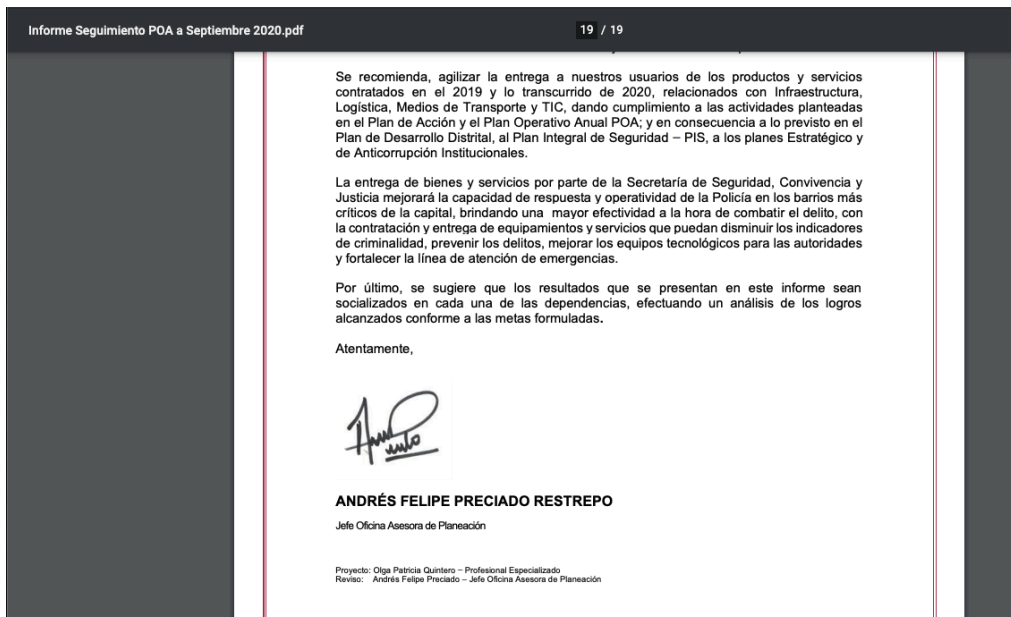 Informe Seguimiento POA a Septiembre 2020.pdf
19 / 19
Se recomienda, agilizar la entrega a nuestros usuarios de los productos y servicios
contratados en el 2019 y lo transcurrido de 2020, relacionados con Infraestructura,
Logística, Medios de Transporte y TIC, dando cumplimiento a las actividades planteadas
en el Plan de Acción y el Plan Operativo Anual POA; y en consecuencia a lo previsto en el
Plan de Desarrollo Distrital, al Plan Integral de Seguridad – PIS, a los planes Estratégico y
de Anticorrupción Institucionales.
La entrega de bienes y servicios por parte de la Secretaría de Seguridad, Convivencia y
Justicia mejorará la capacidad de respuesta y operatividad de la Policía en los barrios más
críticos de la capital, brindando una mayor efectividad a la hora de combatir el delito, con
la contratación y entrega de equipamientos y servicios que puedan disminuir los indicadores
de criminalidad, prevenir los delitos, mejorar los equipos tecnológicos para las autoridades
y fortalecer la línea de atención de emergencias.
Por último, se sugiere que los resultados que se presentan en este informe sean
socializados en cada una de las dependencias, efectuando un análisis de los logros
alcanzados conforme a las metas formuladas.
Atentamente,
ANDRÉS FELIPE PRECIADO RESTREPO
Jefe Oficina Asesora de Planeación
Proyecto: Olga Patricia Quintero – Profesional Especializado
Reviso: Andrés Felipe Preciado – Jefe Oficina Asesora de Planeación